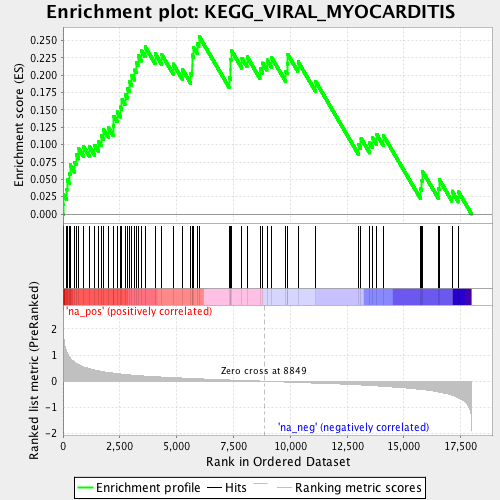 Enrichment plot: KEGG_VIRAL_MYOCARDITIS
Enrichment score (ES)
0.250
0.225
0.200
0.175
0.150
0.125
0.100
0.075
0.050
0.025
0.000
'na_pos' (positively correlated)
Ranked list metric (PreRanked)
2
1
0
-1
-2
Zero cross at 8849
'na_neg' (negatively correlated)
0
2,500
5,000
7,500
10,000
12,500
15,000
17,500
Rank in Ordered Dataset
Enrichment profile
Hits
Ranking metric scores